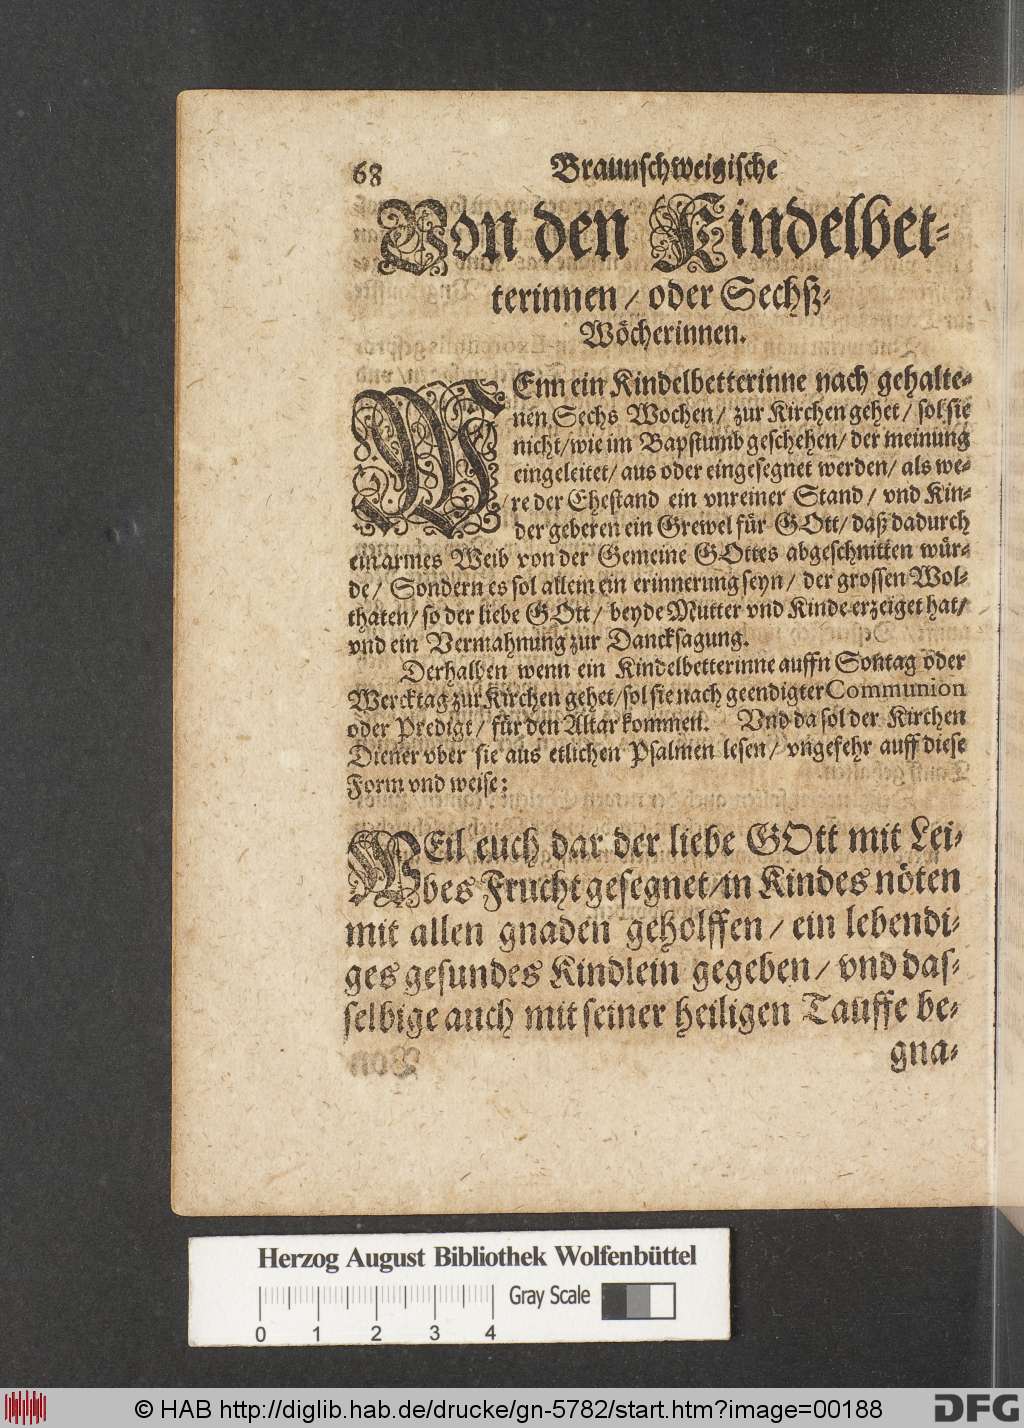 68 Braunschweigische
Von den Kindelbet-
terinnen / oder Sechß-
Wöcherinnen.
WEnn ein Kindelbetterinne nach gehalte-
nen Sechs Wochen / zur Kirchen gehet / sol sie
nicht / wie im Bapstumb geschehen / der meinung
eingeleitet / aus oder eingesegnet werden / als we-
re der Ehestand ein vnreiner Stand / vnd Kin-
der geberen ein Grewel für GOtt / daß dadurch
ein armes Weib von der Gemeine GOttes abgeschnitten wür-
de / Sondern es sol allein ein erinnerung seyn / der grossen Wol-
thaten / so der liebe GOtt / beyde Mutter vnd Kinde erzeiget hat /
vnd ein Vermahnung zur Dancksagung.
Derhalben wenn ein Kindelbetterinne auffn Sontag oder
Wercktag zur Kirchen gehet / sol sie nach geendigter Communion
oder Predigt / für den Altar kommen. Vnd da sol der Kirchen
Diener vber sie aus etlichen Psalmen lesen / vngefehr auff diese
Form vnd weise:
WEil euch dar der liebe GOtt mit Lei-
bes Frucht gesegnet / in Kindes nöten
mit allen gnaden geholffen / ein lebendi-
ges gesundes Kindlein gegeben / vnd das-
selbige auch mit seiner heiligen Tauffe be-
gna-
Herzog August Bibliothek Wolfenbüttel
Gray Scale
0 1 2 3 4
© HAB http://diglib.hab.de/drucke/gn-5782/start.htm?image=00188
DFG